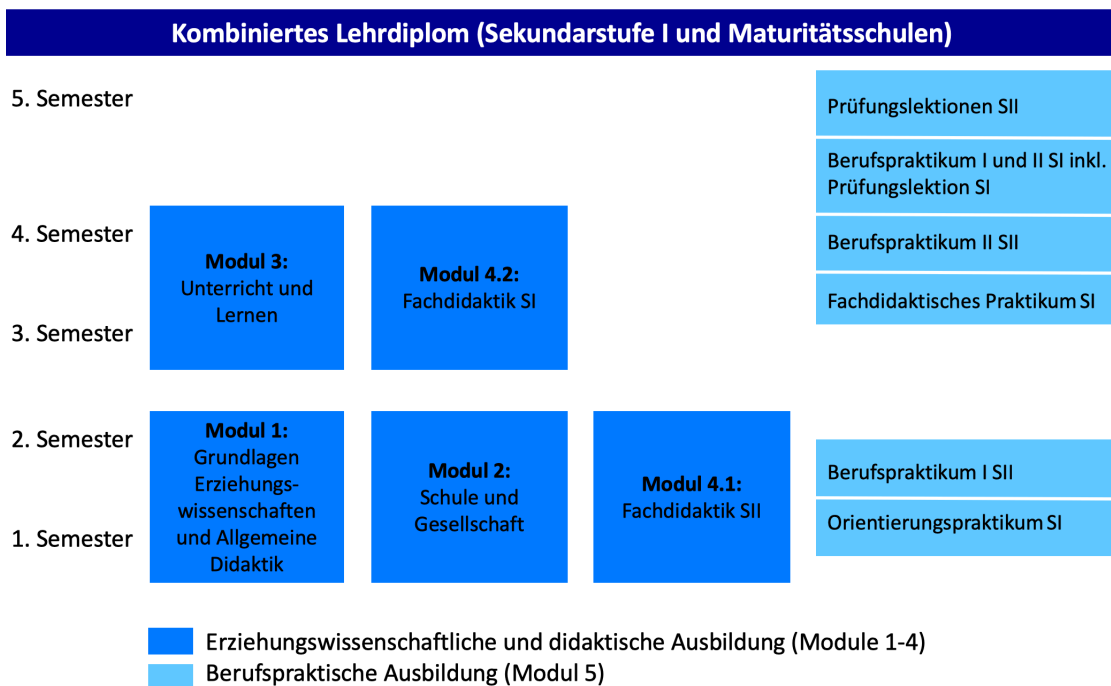 Kombiniertes Lehrdiplom (Sekundarstufe I und Maturitätsschulen)
5. Semester
Prüfungslektionen SII
Berufspraktikum I und II SI inkl.
Prüfungslektion SI
4. Semester
Modul 3:
Unterricht und
Lernen
Modul 4.2:
Fachdidaktik SI
Berufspraktikum II SII
3. Semester
Fachdidaktisches Praktikum SI
2. Semester
Modul 1:
Grundlagen
Erziehungs-
wissenschaften
und Allgemeine
Didaktik
Modul 2:
Schule und
Gesellschaft
Modul 4.1:
Fachdidaktik SII
Berufspraktikum I SII
1. Semester
Orientierungspraktikum SI
Erziehungswissenschaftliche und didaktische Ausbildung (Module 1-4)
Berufspraktische Ausbildung (Modul 5)